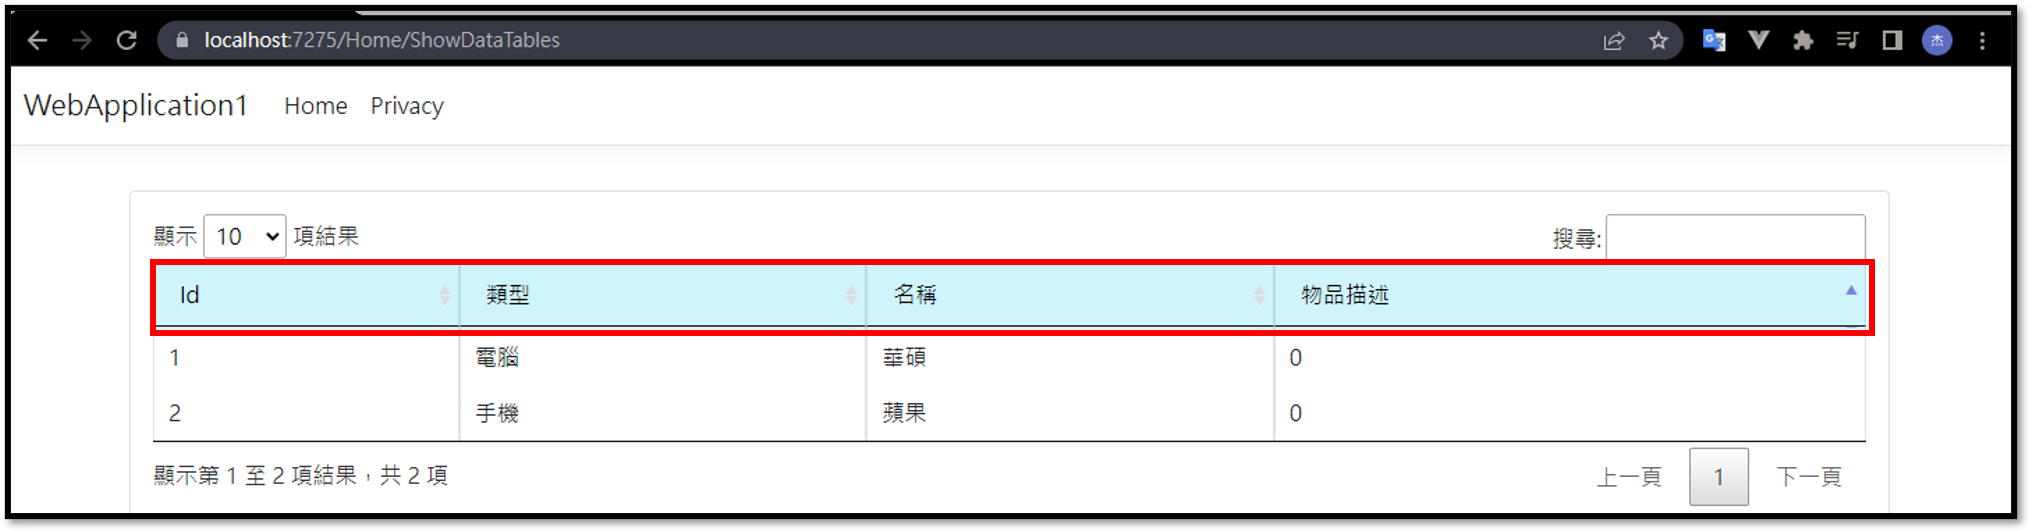 localhost:7275/Home/ShowDataTables 杰
WebApplication1 Home Privacy
顯示 10 項結果 搜尋:
Id 類型 名稱 物品描述
1 電腦 華碩 0
2 手機 蘋果 0
顯示第 1 至 2 項結果，共 2 項 上一頁 1 下一頁